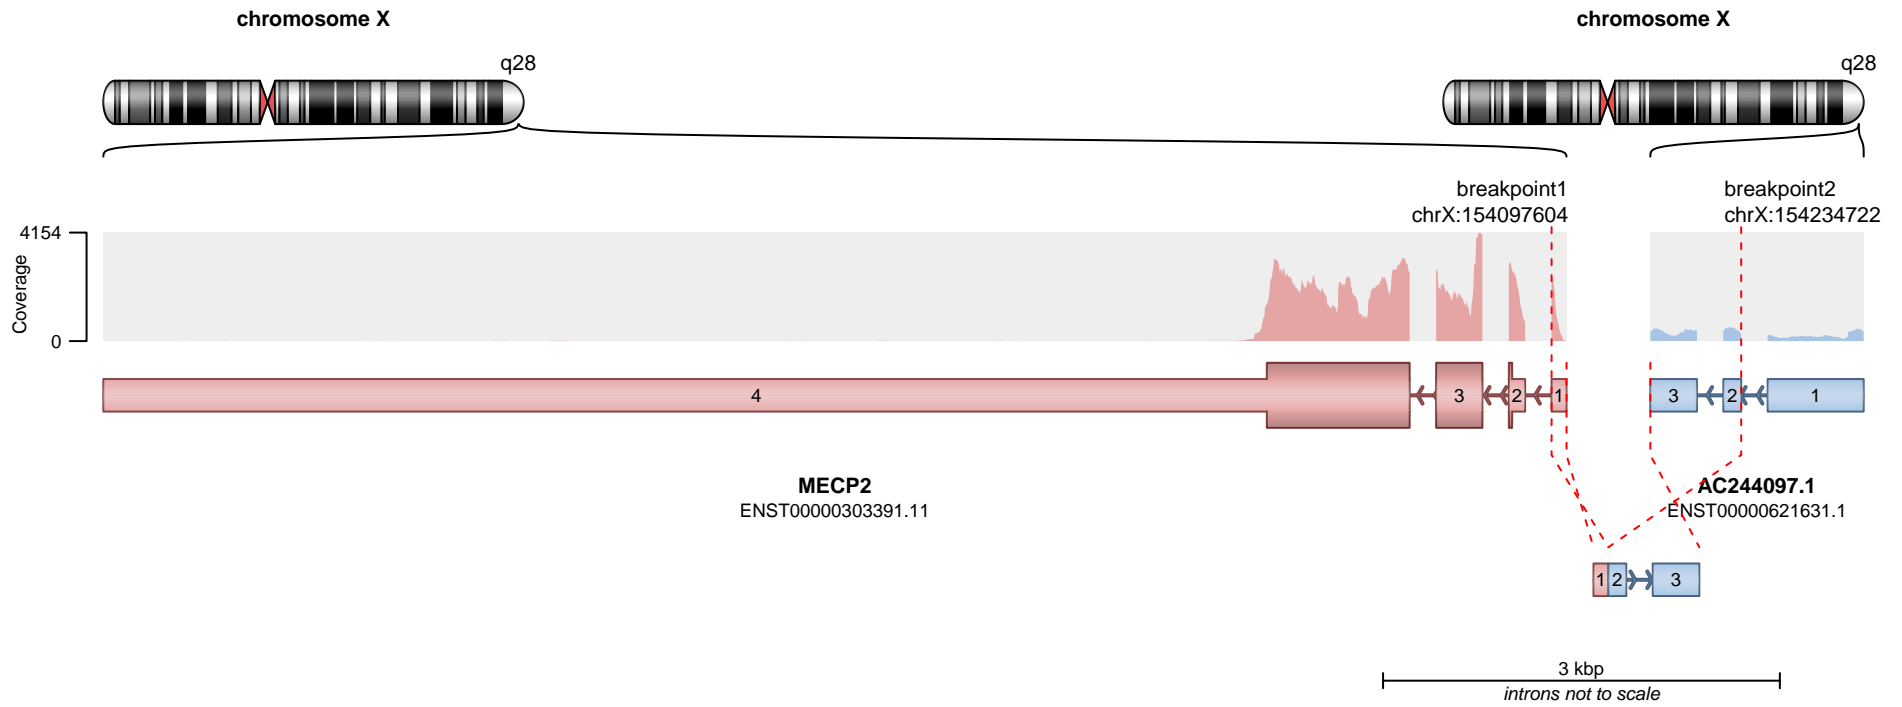 chromosome X
chromosome X
q28
q28
breakpoint1
chrX:154097604
breakpoint2
chrX:154234722
4154
0
Coverage
4
3
2
1
3
2
1
MECP2
ENST00000303391.11
AC244097.1
ENST00000621631.1
1
2
3
3 kbp
introns not to scale